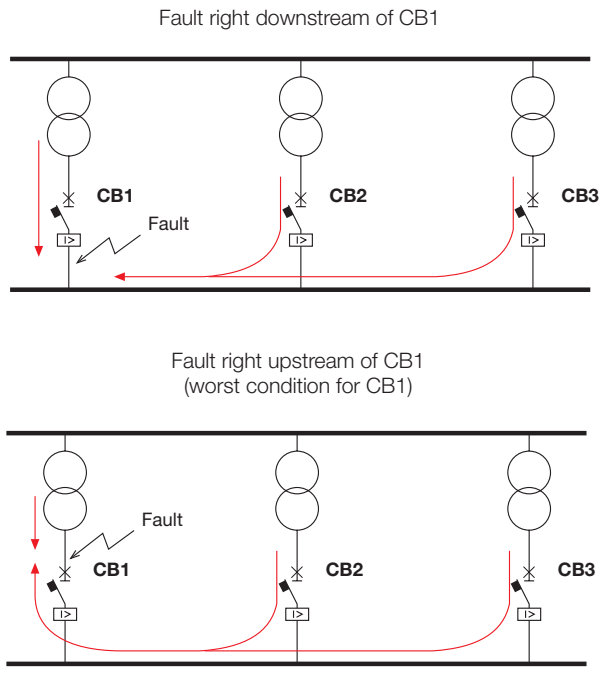 Fault right downstream of CB1
CB1
CB2
CB3
Fault
I>
I>
I>
Fault right upstream of CB1
(worst condition for CB1)
Fault
CB1
CB2
CB3
I>
I>
I>